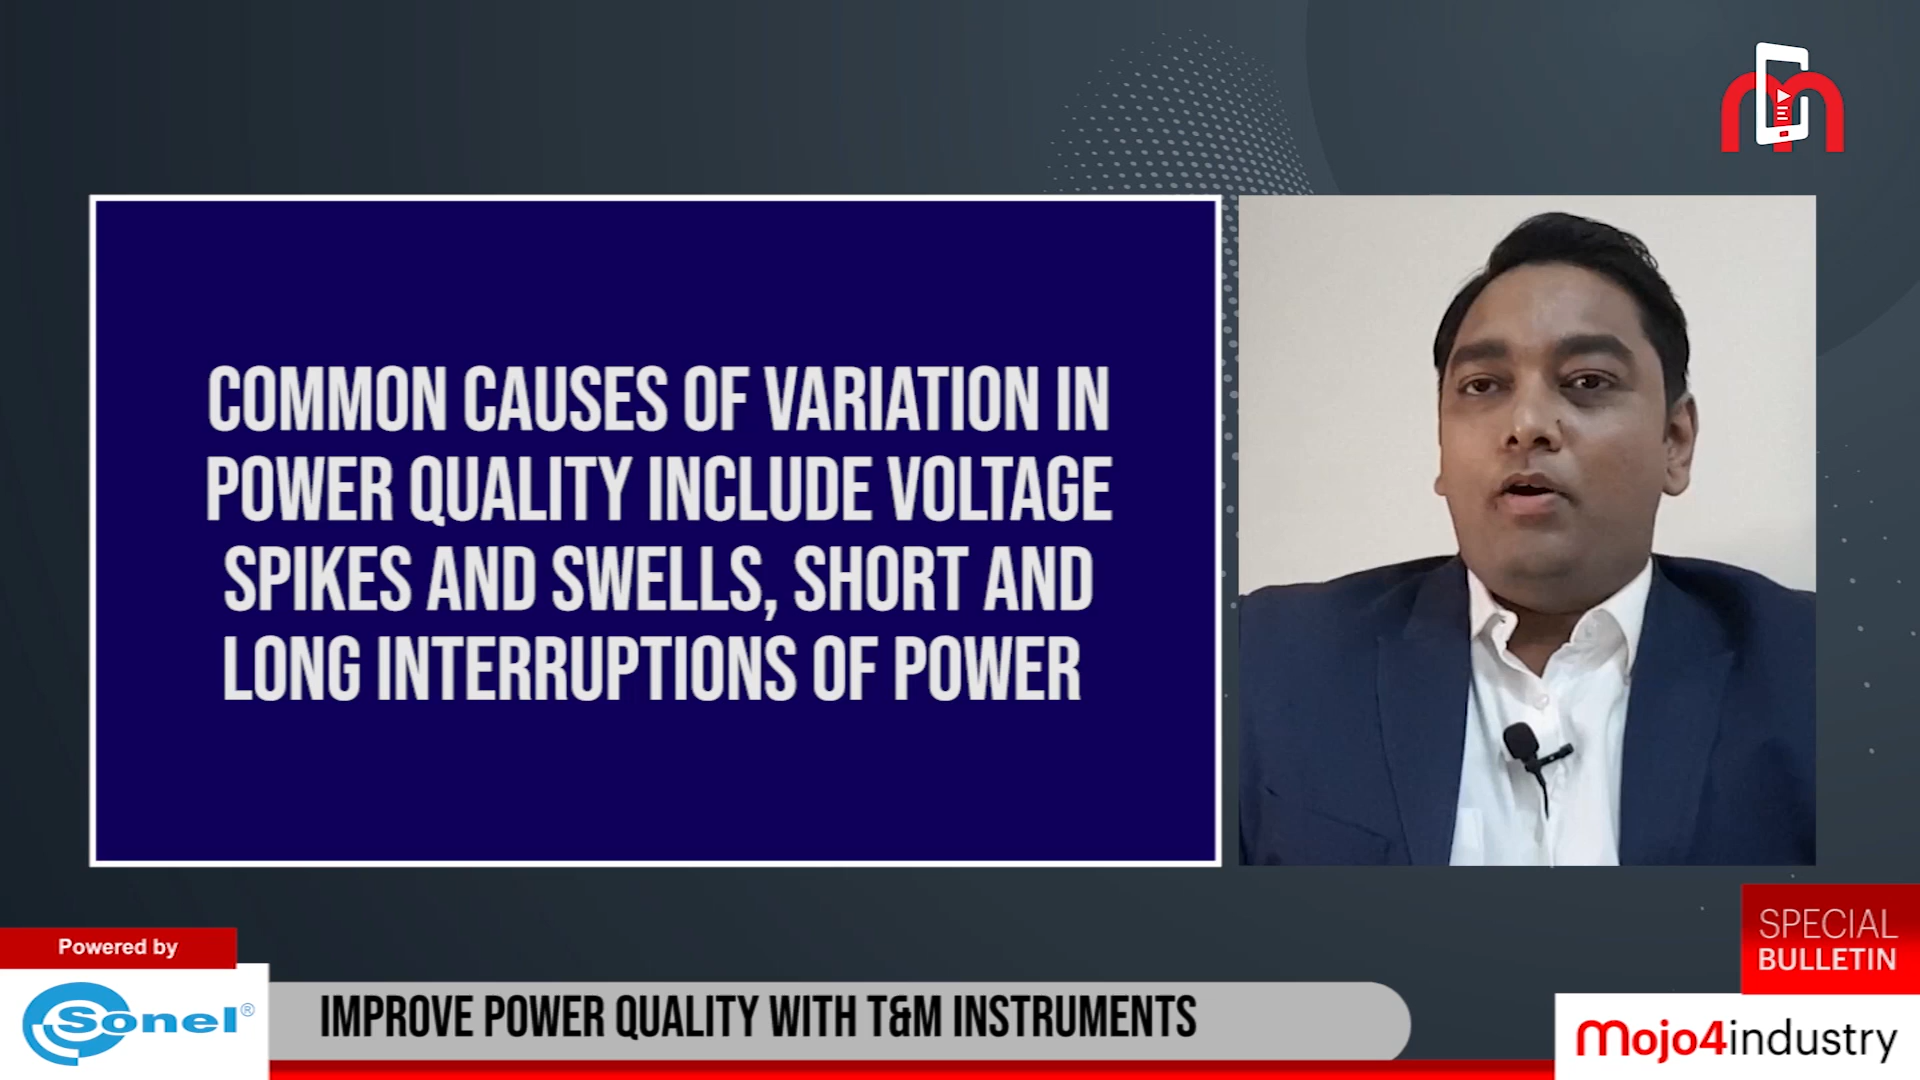 COMMON CAUSES OF VARIATION IN
POWER QUALITY INCLUDE VOLTAGE
SPIKES AND SWELLS, SHORT AND
LONG INTERRUPTIONS OF POWER
Powered by
Sonel®
IMPROVE POWER QUALITY WITH T&M INSTRUMENTS
SPECIAL
BULLETIN
mojo4industry